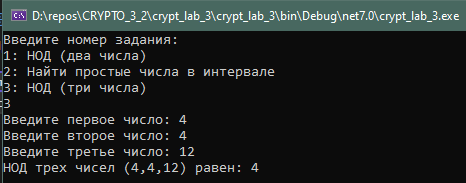 D:\repos\CRYPTO_3_2\crypt_lab_3\crypt_lab_3\bin\Debug\net7.0\crypt_lab_3.exe
Введите номер задания:
1: НОД (два числа)
2: Найти простые числа в интервале
3: НОД (три числа)
3
Введите первое число: 4
Введите второе число: 4
Введите третье число: 12
НОД трех чисел (4,4,12) равен: 4